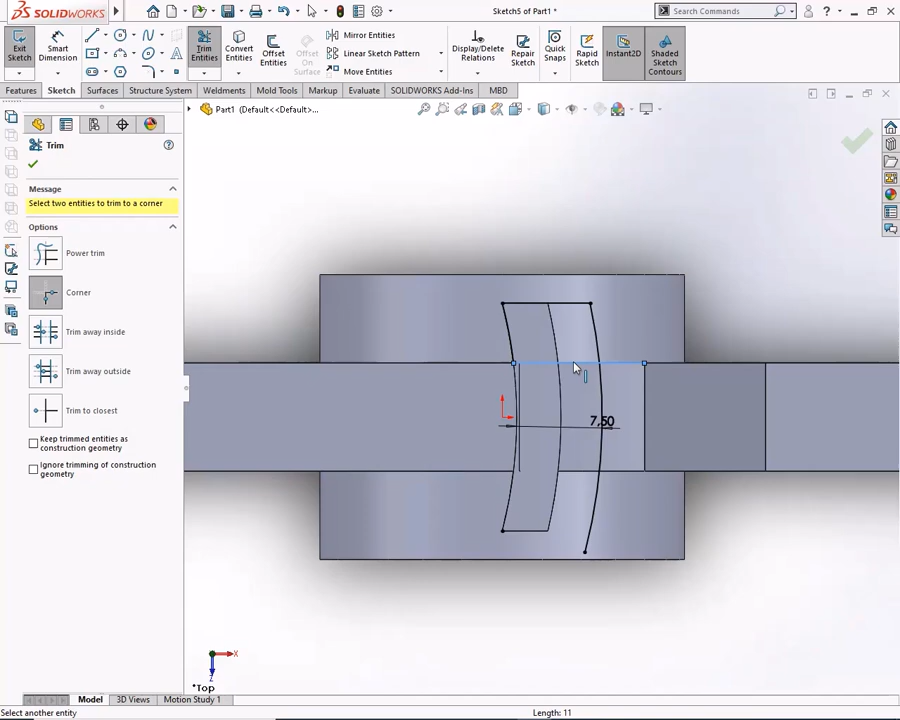 SOLIDWORKS
Sketch5 of Part1 *
Search Commands
Exit Sketch
Smart Dimension
Trim Entities
Convert Entities
Offset Entities
Offset On Surface
Mirror Entities
Linear Sketch Pattern
Move Entities
Display/Delete Relations
Repair Sketch
Quick Snaps
Rapid Sketch
Instant2D
Shaded Sketch Contours
Features
Sketch
Surfaces
Structure System
Weldments
Mold Tools
Markup
Evaluate
SOLIDWORKS Add-Ins
MBD
Part1 (Default<<Default>...
Trim
Message
Select two entities to trim to a corner
Options
Power trim
Corner
Trim away inside
Trim away outside
Trim to closest
Keep trimmed entities as
construction geometry
Ignore trimming of construction
geometry
7,50
X
Z
*Top
Model
3D Views
Motion Study 1
Select another entity
Length: 11